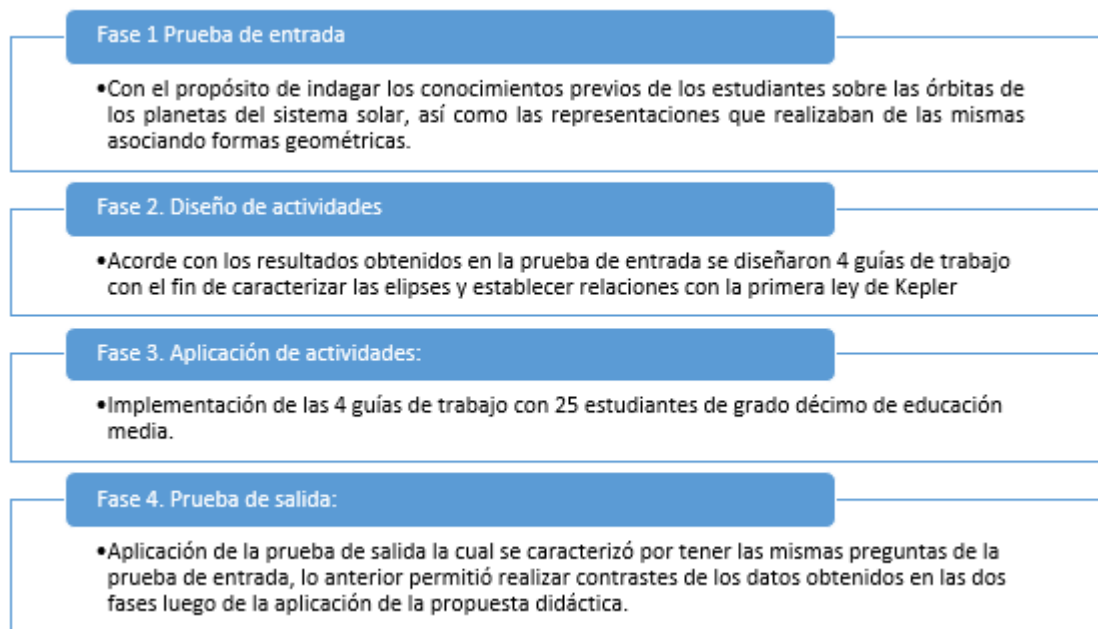 Fase 1 Prueba de entrada
•Con el propósito de indagar los conocimientos previos de los estudiantes sobre las órbitas de
los planetas del sistema solar, así como las representaciones que realizaban de las mismas
asociando formas geométricas.
Fase 2. Diseño de actividades
•Acorde con los resultados obtenidos en la prueba de entrada se diseñaron 4 guías de trabajo
con el fin de caracterizar las elipses y establecer relaciones con la primera ley de Kepler
Fase 3. Aplicación de actividades:
•Implementación de las 4 guías de trabajo con 25 estudiantes de grado décimo de educación
media.
Fase 4. Prueba de salida:
•Aplicación de la prueba de salida la cual se caracterizó por tener las mismas preguntas de la
prueba de entrada, lo anterior permitió realizar contrastes de los datos obtenidos en las dos
fases luego de la aplicación de la propuesta didáctica.